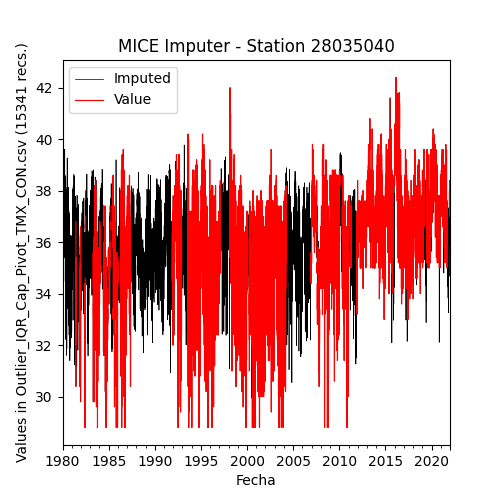 MICE Imputer - Station 28035040
Imputed
Value
Values in Outlier_IQR_Cap_Pivot_TMX_CON.csv (15341 recs.)
42
40
38
36
34
32
30
1980 1985 1990 1995 2000 2005 2010 2015 2020
Fecha